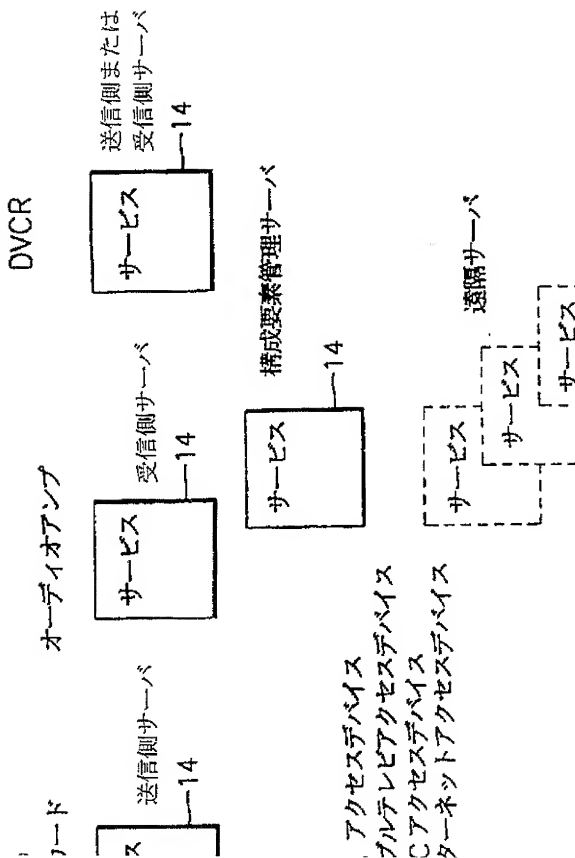 DVCR
送信側または
受信側サーバ
サービス
14
オーディオアンプ
受信側サーバ
サービス
14
構成要素管理サーバ
サービス
14
遠隔サーバ
サービス
サービス
サービス
ード
送信側サーバ
ス
14
アクセスデバイス
ブルテレビアクセスデバイス
Cアクセスデバイス
ターネットアクセスデバイス